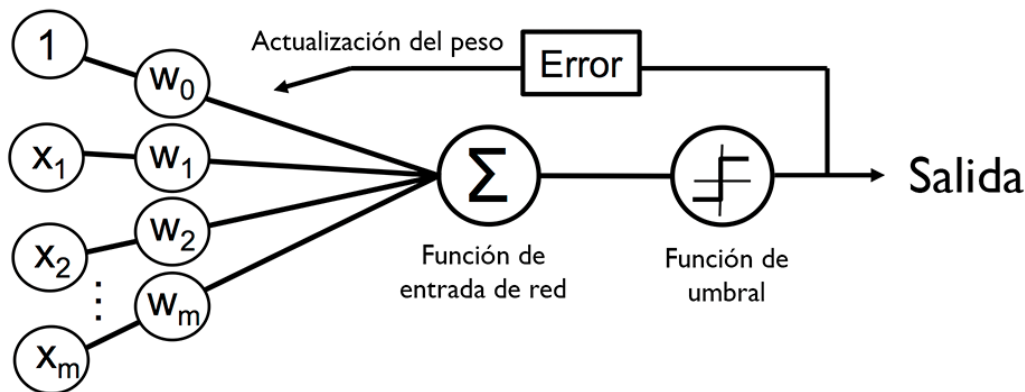 1
w0
Actualización del peso
Error
x1
w1
Σ
Salida
x2
w2
Función de
entrada de red
Función de
umbral
⋮
xm
wm